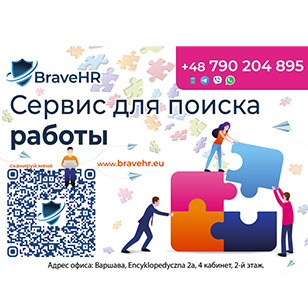 BraveHR
+48 790 204 895
Сервис для поиска
работы
сканируй меня
www.bravehr.eu
Адрес офиса: Варшава, Encyklopedyczna 2a, 4 кабинет, 2-й этаж.